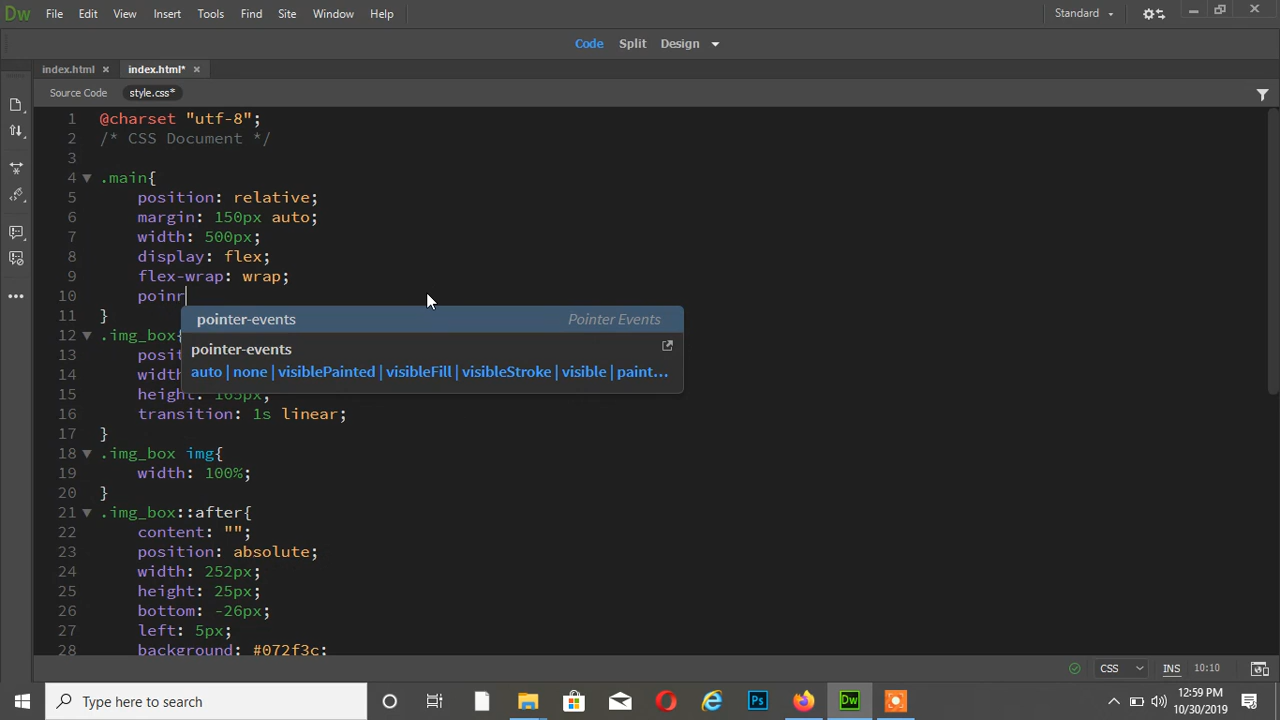 Dw File Edit View Insert Tools Find Site Window Help Standard
Code Split Design
index.html index.html*
Source Code style.css*
1 @charset "utf-8";
2 /* CSS Document */
3
4 .main{
5 position: relative;
6 margin: 150px auto;
7 width: 500px;
8 display: flex;
9 flex-wrap: wrap;
10 poinr
11 }
pointer-events Pointer Events
12 .img_box{
pointer-events
13 posit
14 width
auto | none | visiblePainted | visibleFill | visibleStroke | visible | paint...
15 height: 165px;
16 transition: 1s linear;
17 }
18 .img_box img{
19 width: 100%;
20 }
21 .img_box::after{
22 content: "";
23 position: absolute;
24 width: 252px;
25 height: 25px;
26 bottom: -26px;
27 left: 5px;
28 background: #072f3c;
CSS INS 10:10
Type here to search
Ps
Dw
12:59 PM
10/30/2019